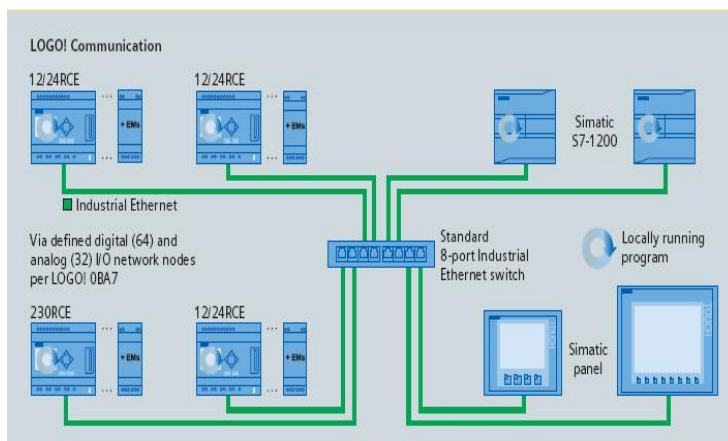 LOGO! Communication
12/24RCE
12/24RCE
+ EMs
+ EMs
Simatic
S7-1200
Industrial Ethernet
Via defined digital (64) and
analog (32) I/O network nodes
per LOGO! 0BA7
Standard
8-port Industrial
Ethernet switch
Locally running
program
230RCE
12/24RCE
+ EMs
+ EMs
Simatic
panel